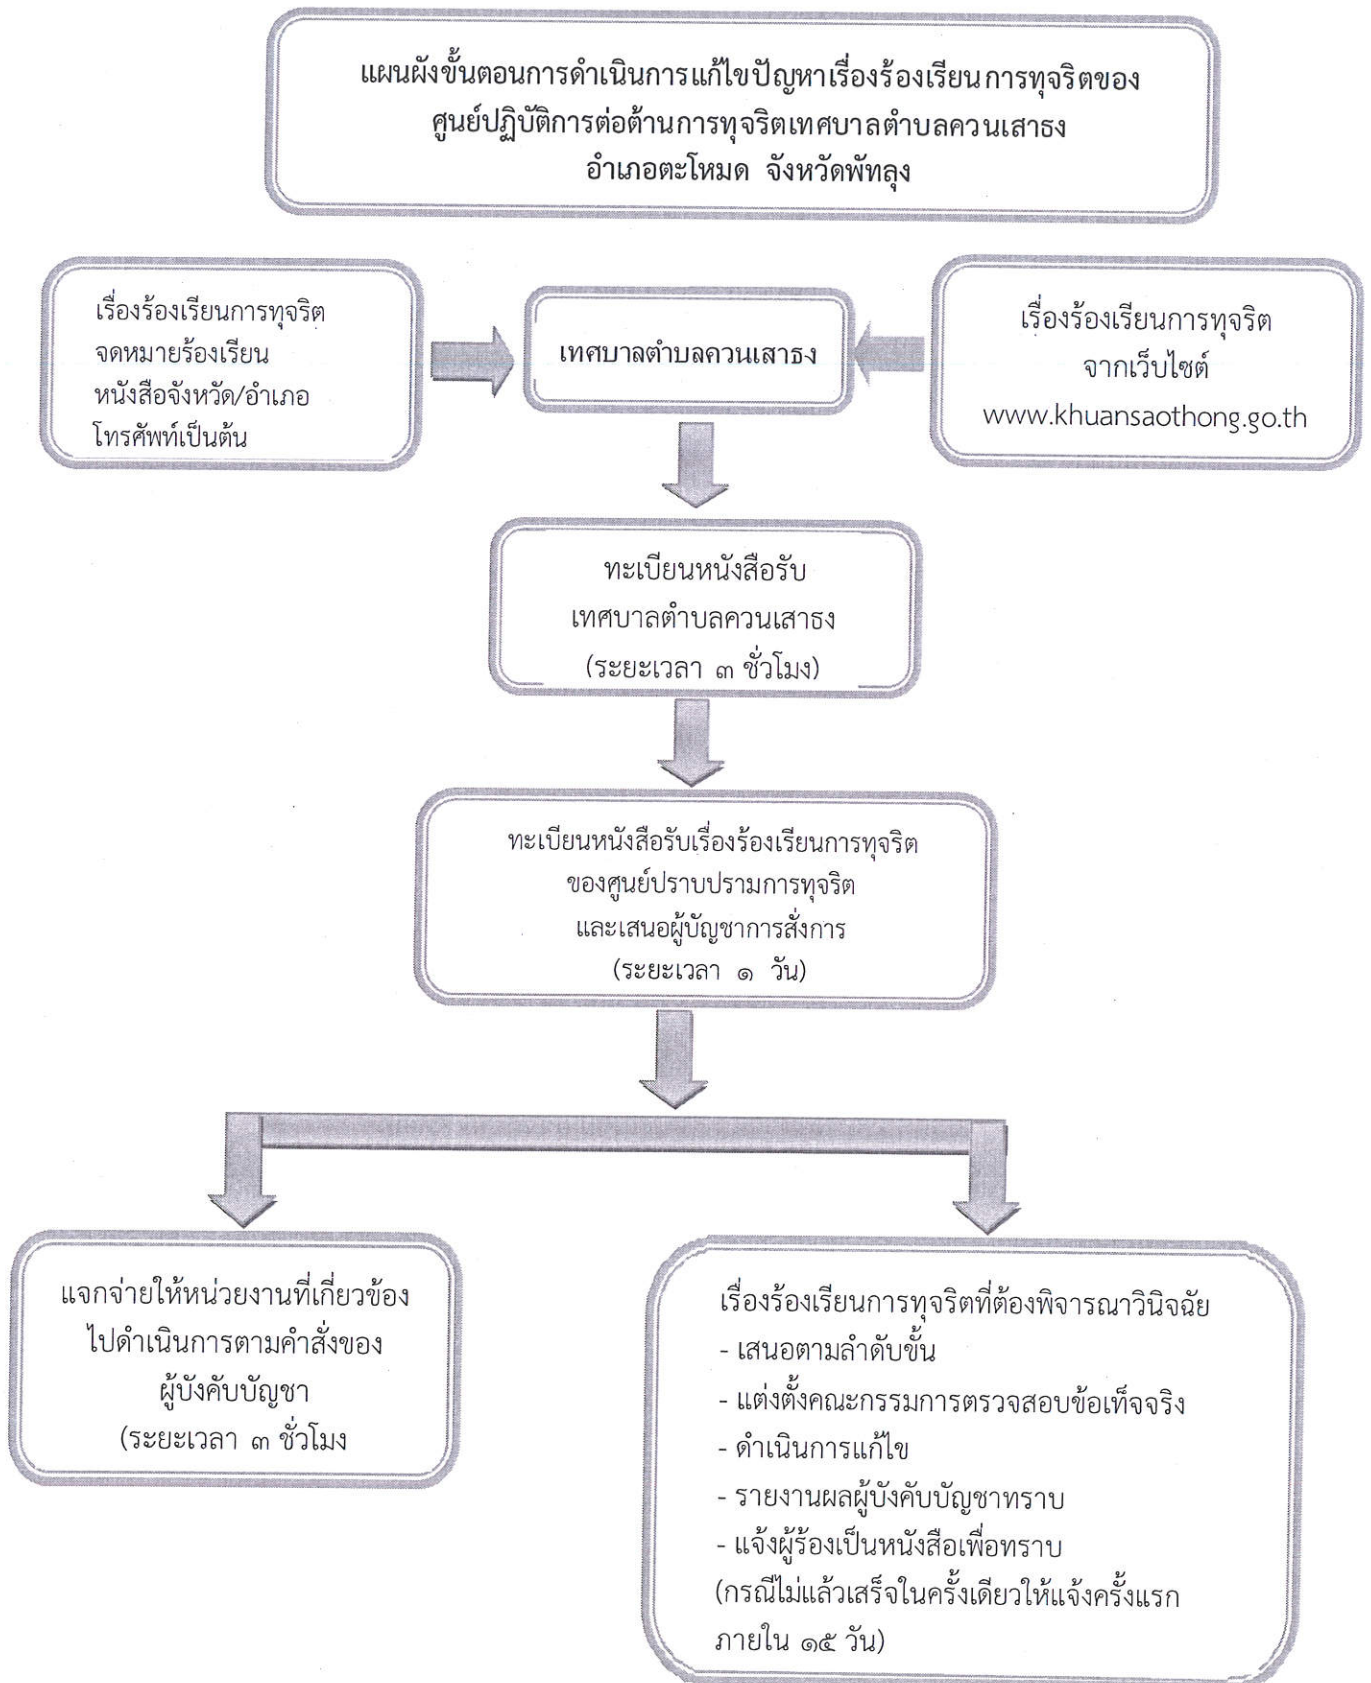 แผนผังขั้นตอนการดำเนินการแก้ไขปัญหาเรื่องร้องเรียนการทุจริตของ
ศูนย์ปฏิบัติการต่อต้านการทุจริตเทศบาลตำบลควนเสาธง
อำเภอตะโหมด จังหวัดพัทลุง
เรื่องร้องเรียนการทุจริต
จดหมายร้องเรียน
หนังสือจังหวัด/อำเภอ
โทรศัพท์เป็นต้น
เทศบาลตำบลควนเสาธง
เรื่องร้องเรียนการทุจริต
จากเว็บไซต์
www.khuansaothong.go.th
ทะเบียนหนังสือรับ
เทศบาลตำบลควนเสาธง
(ระยะเวลา ๓ ชั่วโมง)
ทะเบียนหนังสือรับเรื่องร้องเรียนการทุจริต
ของศูนย์ปราบปรามการทุจริต
และเสนอผู้บัญชาการสั่งการ
(ระยะเวลา ๑ วัน)
แจกจ่ายให้หน่วยงานที่เกี่ยวข้อง
ไปดำเนินการตามคำสั่งของ
ผู้บังคับบัญชา
(ระยะเวลา ๓ ชั่วโมง
เรื่องร้องเรียนการทุจริตที่ต้องพิจารณาวินิจฉัย
- เสนอตามลำดับขั้น
- แต่งตั้งคณะกรรมการตรวจสอบข้อเท็จจริง
- ดำเนินการแก้ไข
- รายงานผลผู้บังคับบัญชาทราบ
- แจ้งผู้ร้องเป็นหนังสือเพื่อทราบ
(กรณีไม่แล้วเสร็จในครั้งเดียวให้แจ้งครั้งแรก
ภายใน ๑๕ วัน)